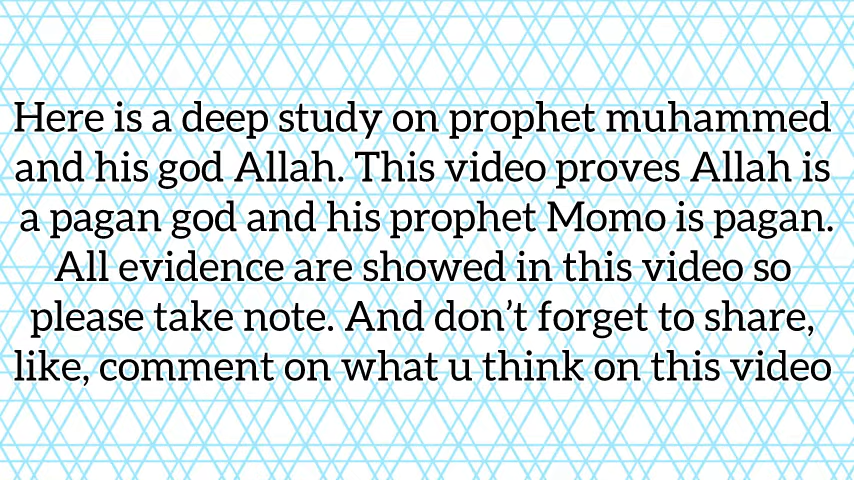 Here is a deep study on prophet muhammed
and his god Allah. This video proves Allah is
a pagan god and his prophet Momo is pagan.
All evidence are showed in this video so
please take note. And don’t forget to share,
like, comment on what u think on this video